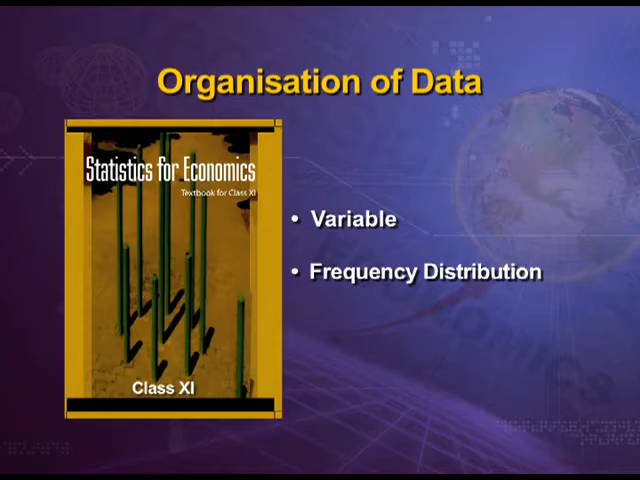 Organisation of Data
Statistics for Economics
Textbook for Class XI
• Variable
• Frequency Distribution
Class XI